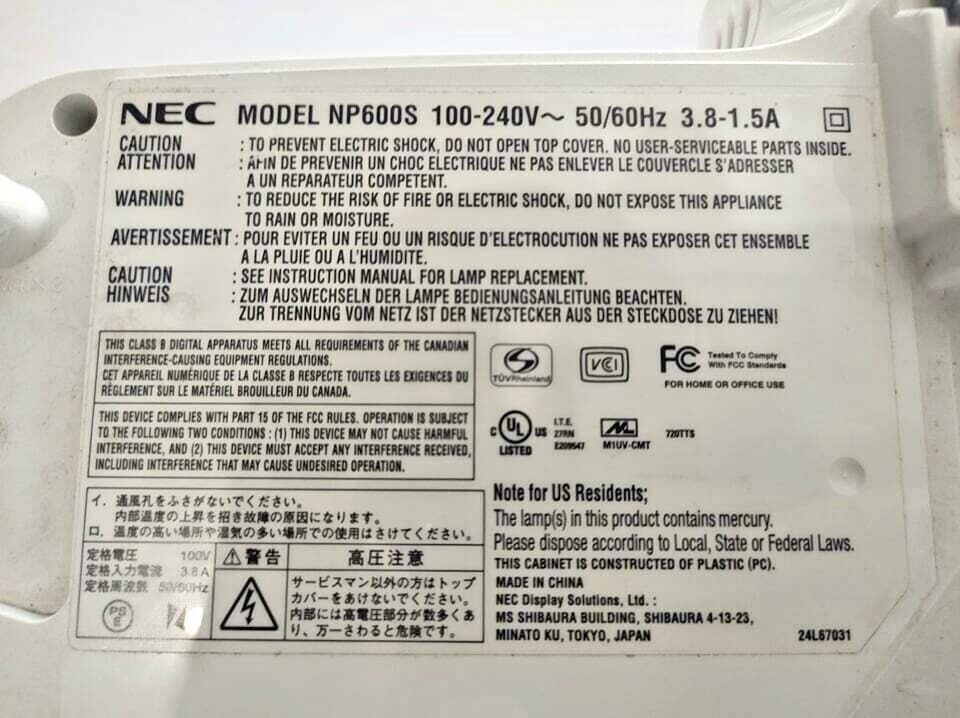 NEC MODEL NP600S 100-240V～ 50/60Hz 3.8-1.5A
CAUTION : TO PREVENT ELECTRIC SHOCK, DO NOT OPEN TOP COVER. NO USER-SERVICEABLE PARTS INSIDE.
ATTENTION : AFIN DE PREVENIR UN CHOC ELECTRIQUE NE PAS ENLEVER LE COUVERCLE S'ADRESSER
A UN REPARATEUR COMPETENT.
WARNING : TO REDUCE THE RISK OF FIRE OR ELECTRIC SHOCK, DO NOT EXPOSE THIS APPLIANCE
TO RAIN OR MOISTURE.
AVERTISSEMENT : POUR EVITER UN FEU OU UN RISQUE D'ELECTROCUTION NE PAS EXPOSER CET ENSEMBLE
A LA PLUIE OU A L'HUMIDITE.
CAUTION : SEE INSTRUCTION MANUAL FOR LAMP REPLACEMENT.
HINWEIS : ZUM AUSWECHSELN DER LAMPE BEDIENUNGSANLEITUNG BEACHTEN.
ZUR TRENNUNG VOM NETZ IST DER NETZSTECKER AUS DER STECKDOSE ZU ZIEHEN!
THIS CLASS B DIGITAL APPARATUS MEETS ALL REQUIREMENTS OF THE CANADIAN
INTERFERENCE-CAUSING EQUIPMENT REGULATIONS.
CET APPAREIL NUMÉRIQUE DE LA CLASSE B RESPECTE TOUTES LES EXIGENCES DU
RÈGLEMENT SUR LE MATÉRIEL BROUILLEUR DU CANADA.
THIS DEVICE COMPLIES WITH PART 15 OF THE FCC RULES. OPERATION IS SUBJECT
TO THE FOLLOWING TWO CONDITIONS : (1) THIS DEVICE MAY NOT CAUSE HARMFUL
INTERFERENCE, AND (2) THIS DEVICE MUST ACCEPT ANY INTERFERENCE RECEIVED,
INCLUDING INTERFERENCE THAT MAY CAUSE UNDESIRED OPERATION.
TÜVRheinland
VCI
FC Tested To Comply
With FCC Standards
FOR HOME OR OFFICE USE
C UL US
LISTED
I.T.E.
27RN
E209547
M1UV-CMT
720TTS
イ．通風孔をふさがないでください。
内部温度の上昇を招き故障の原因になります。
ロ．温度の高い場所や湿気の多い場所での使用はさけてください。
定格電圧 100V
定格入力電流 3.8A
定格周波数 50/60Hz
PS
E
⚠警告 高圧注意
サービスマン以外の方はトップ
カバーをあけないでください。
内部には高電圧部分が数多くあ
り、万一さわると危険です。
Note for US Residents;
The lamp(s) in this product contains mercury.
Please dispose according to Local, State or Federal Laws.
THIS CABINET IS CONSTRUCTED OF PLASTIC (PC).
MADE IN CHINA
NEC Display Solutions, Ltd. :
MS SHIBAURA BUILDING, SHIBAURA 4-13-23,
MINATO KU, TOKYO, JAPAN 24L67031